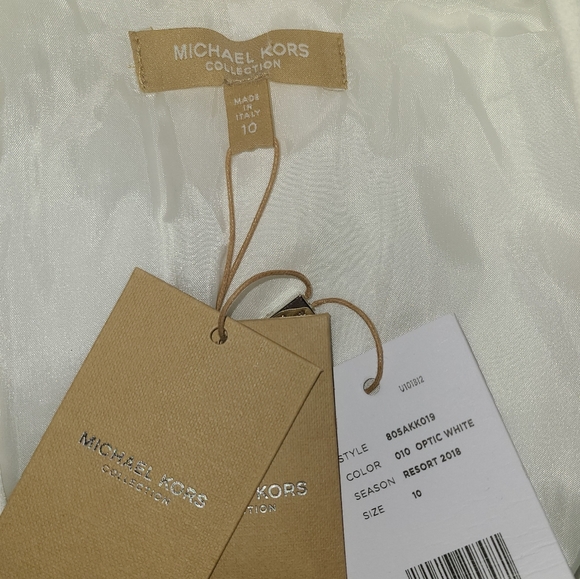 MICHAEL KORS
COLLECTION
MADE
IN
ITALY
10
MICHAEL KORS
COLLECTION
KORS
TION
U101812
STYLE 805AKK019
COLOR 010 OPTIC WHITE
SEASON RESORT 2018
SIZE 10